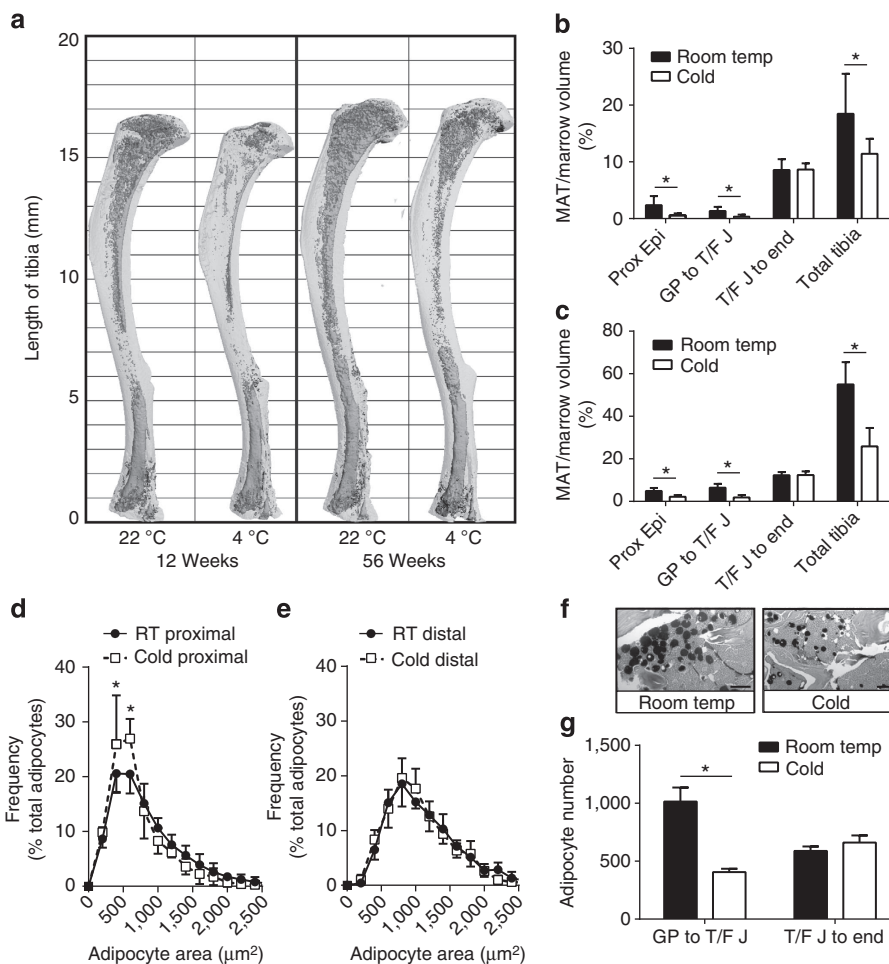 a
20
15
10
5
0
Length of tibia (mm)
22 °C
4 °C
22 °C
4 °C
12 Weeks
56 Weeks
b
30
20
10
0
MAT/marrow volume
(%)
Room temp
Cold
*
*
*
Prox Epi
GP to T/F J
T/F J to end
Total tibia
c
80
60
40
20
0
MAT/marrow volume
(%)
Room temp
Cold
*
*
*
Prox Epi
GP to T/F J
T/F J to end
Total tibia
d
RT proximal
Cold proximal
40
30
20
10
0
Frequency
(% total adipocytes)
*
*
0
500
1,000
1,500
2,000
2,500
Adipocyte area (μm²)
e
RT distal
Cold distal
40
30
20
10
0
Frequency
(% total adipocytes)
0
500
1,000
1,500
2,000
2,500
Adipocyte area (μm²)
f
Room temp
Cold
g
1,500
1,000
500
0
Adipocyte number
Room temp
Cold
*
GP to T/F J
T/F J to end